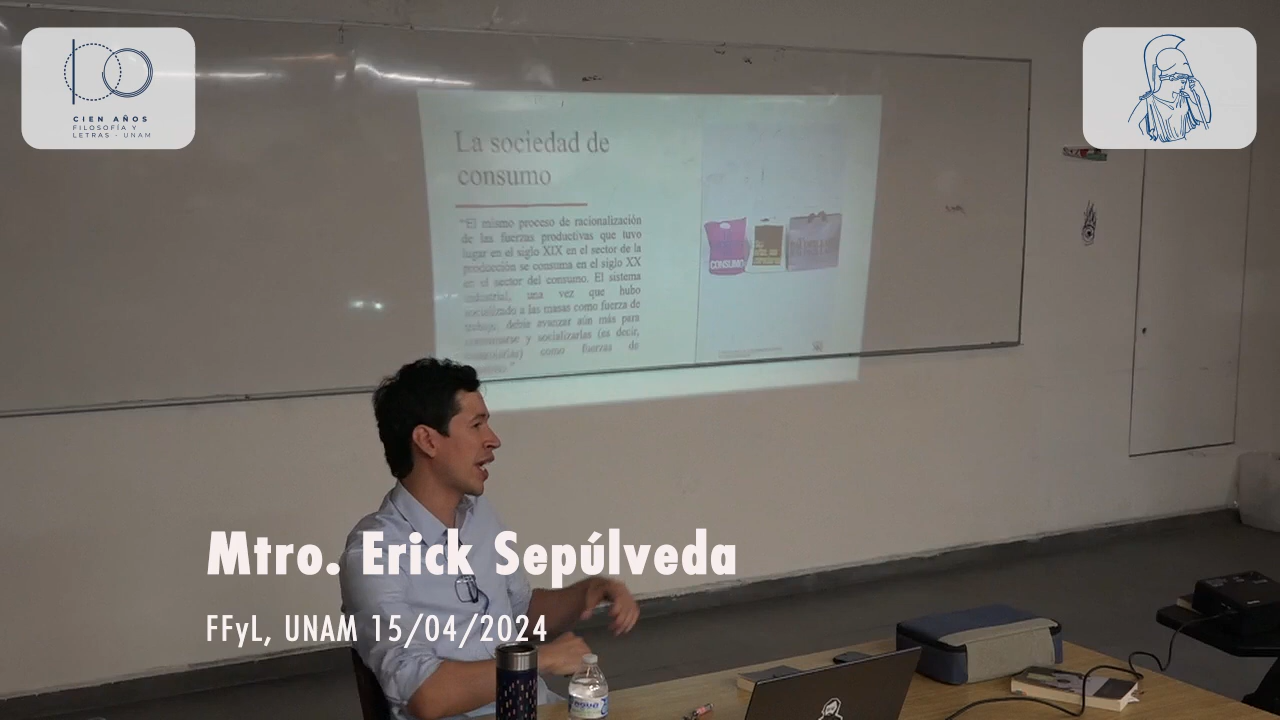 CIEN AÑOS
FILOSOFÍA Y
LETRAS · UNAM
La sociedad de
consumo
"El mismo proceso de racionalización
de las fuerzas productivas que tuvo
lugar en el siglo XIX en el sector de la
producción se consuma en el siglo XX
en el sector del consumo. El sistema
industrial, una vez que hubo
socializado a las masas como fuerza de
trabajo, debía avanzar aún más para
consumarse y socializarlas (es decir,
controlarlas) como fuerzas de
consumo."
CONSUMO
Mtro. Erick Sepúlveda
FFyL, UNAM 15/04/2024